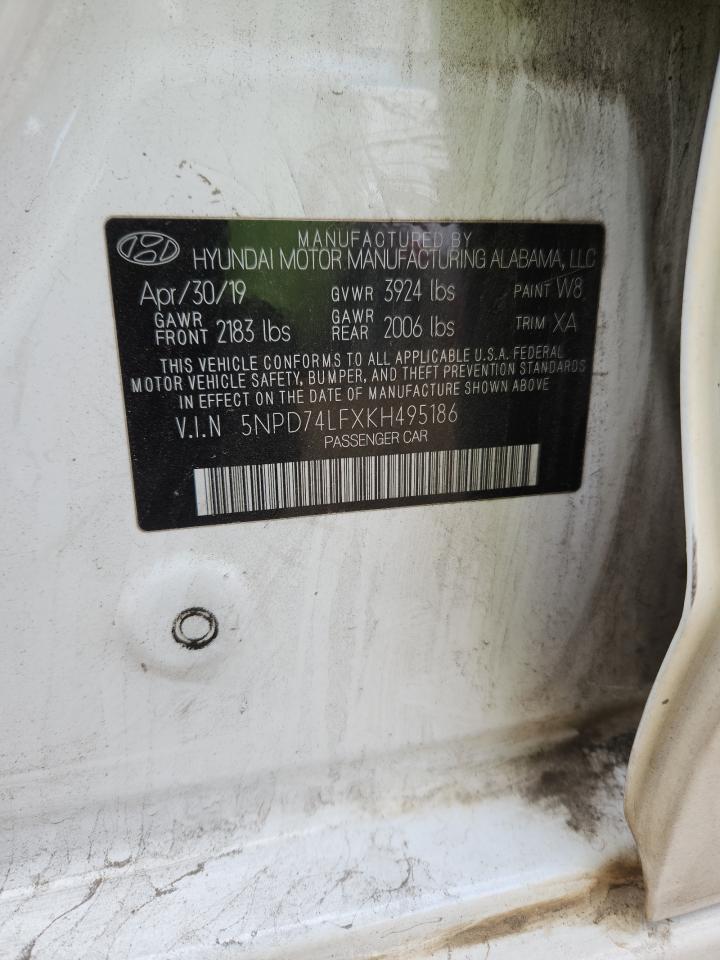 MANUFACTURED BY
HYUNDAI MOTOR MANUFACTURING ALABAMA, LLC
Apr/30/19 GVWR 3924 lbs PAINT W8
GAWR FRONT 2183 lbs GAWR REAR 2006 lbs TRIM XA
THIS VEHICLE CONFORMS TO ALL APPLICABLE U.S.A. FEDERAL
MOTOR VEHICLE SAFETY, BUMPER, AND THEFT PREVENTION STANDARDS
IN EFFECT ON THE DATE OF MANUFACTURE SHOWN ABOVE
V.I.N 5NPD74LFXKH495186
PASSENGER CAR